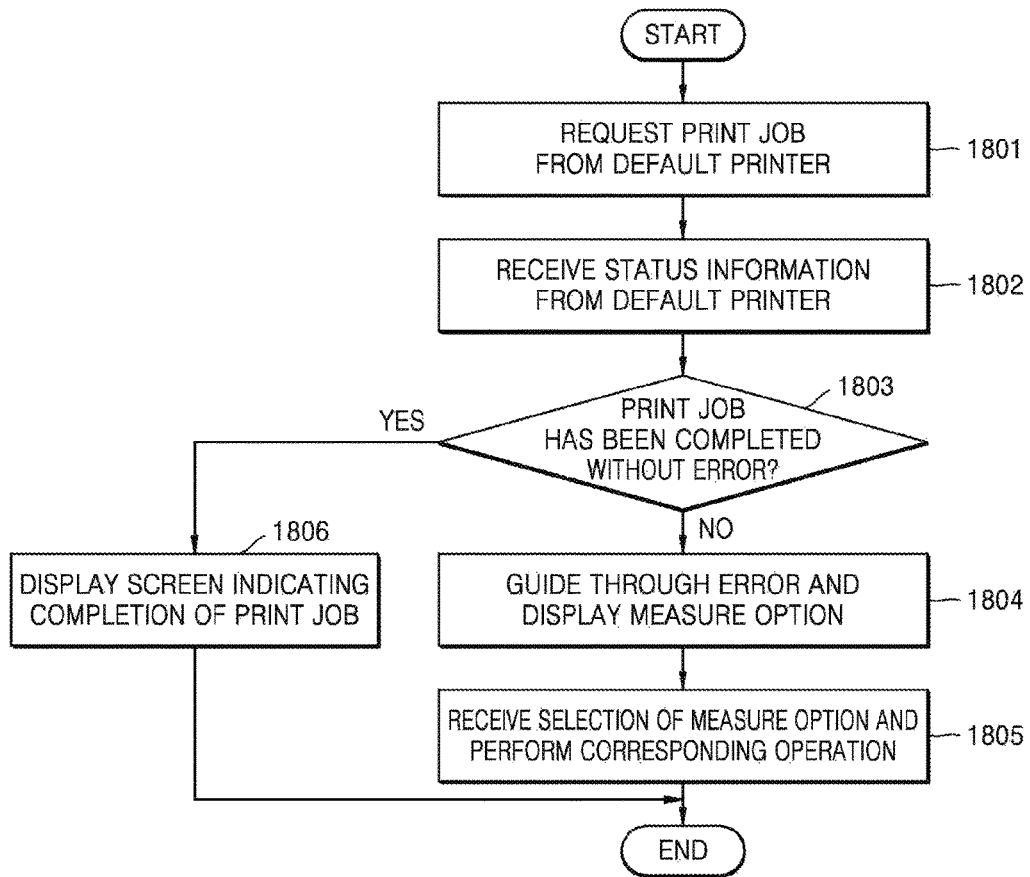 START
REQUEST PRINT JOB
FROM DEFAULT PRINTER
1801
RECEIVE STATUS INFORMATION
FROM DEFAULT PRINTER
1802
1803
PRINT JOB
HAS BEEN COMPLETED
WITHOUT ERROR?
YES
NO
1806
DISPLAY SCREEN INDICATING
COMPLETION OF PRINT JOB
GUIDE THROUGH ERROR AND
DISPLAY MEASURE OPTION
1804
RECEIVE SELECTION OF MEASURE OPTION AND
PERFORM CORRESPONDING OPERATION
1805
END